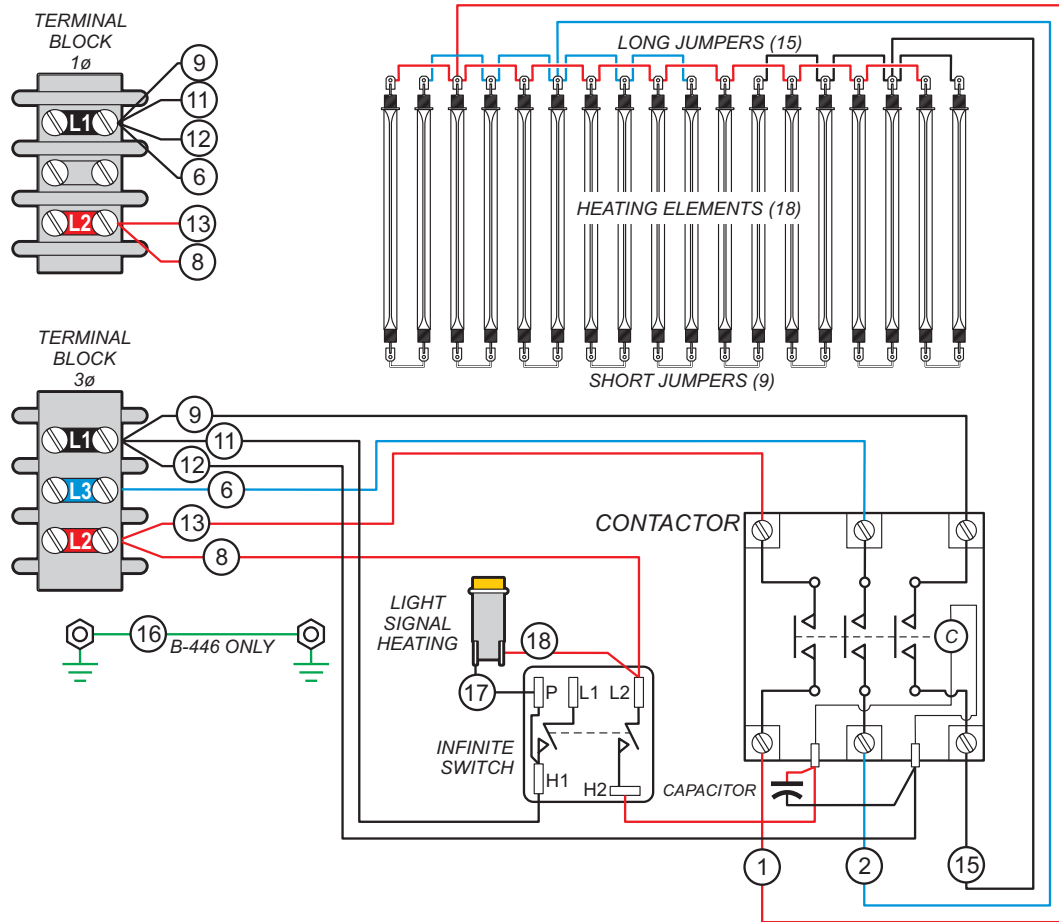 TERMINAL
BLOCK
1ø
L1
L2
9
11
12
6
13
8
LONG JUMPERS (15)
HEATING ELEMENTS (18)
SHORT JUMPERS (9)
TERMINAL
BLOCK
3ø
L1
L3
L2
9
11
12
6
13
8
16
B-446 ONLY
CONTACTOR
C
LIGHT
SIGNAL
HEATING
18
17
P
L1
L2
INFINITE
SWITCH
H1
H2
CAPACITOR
1
2
15